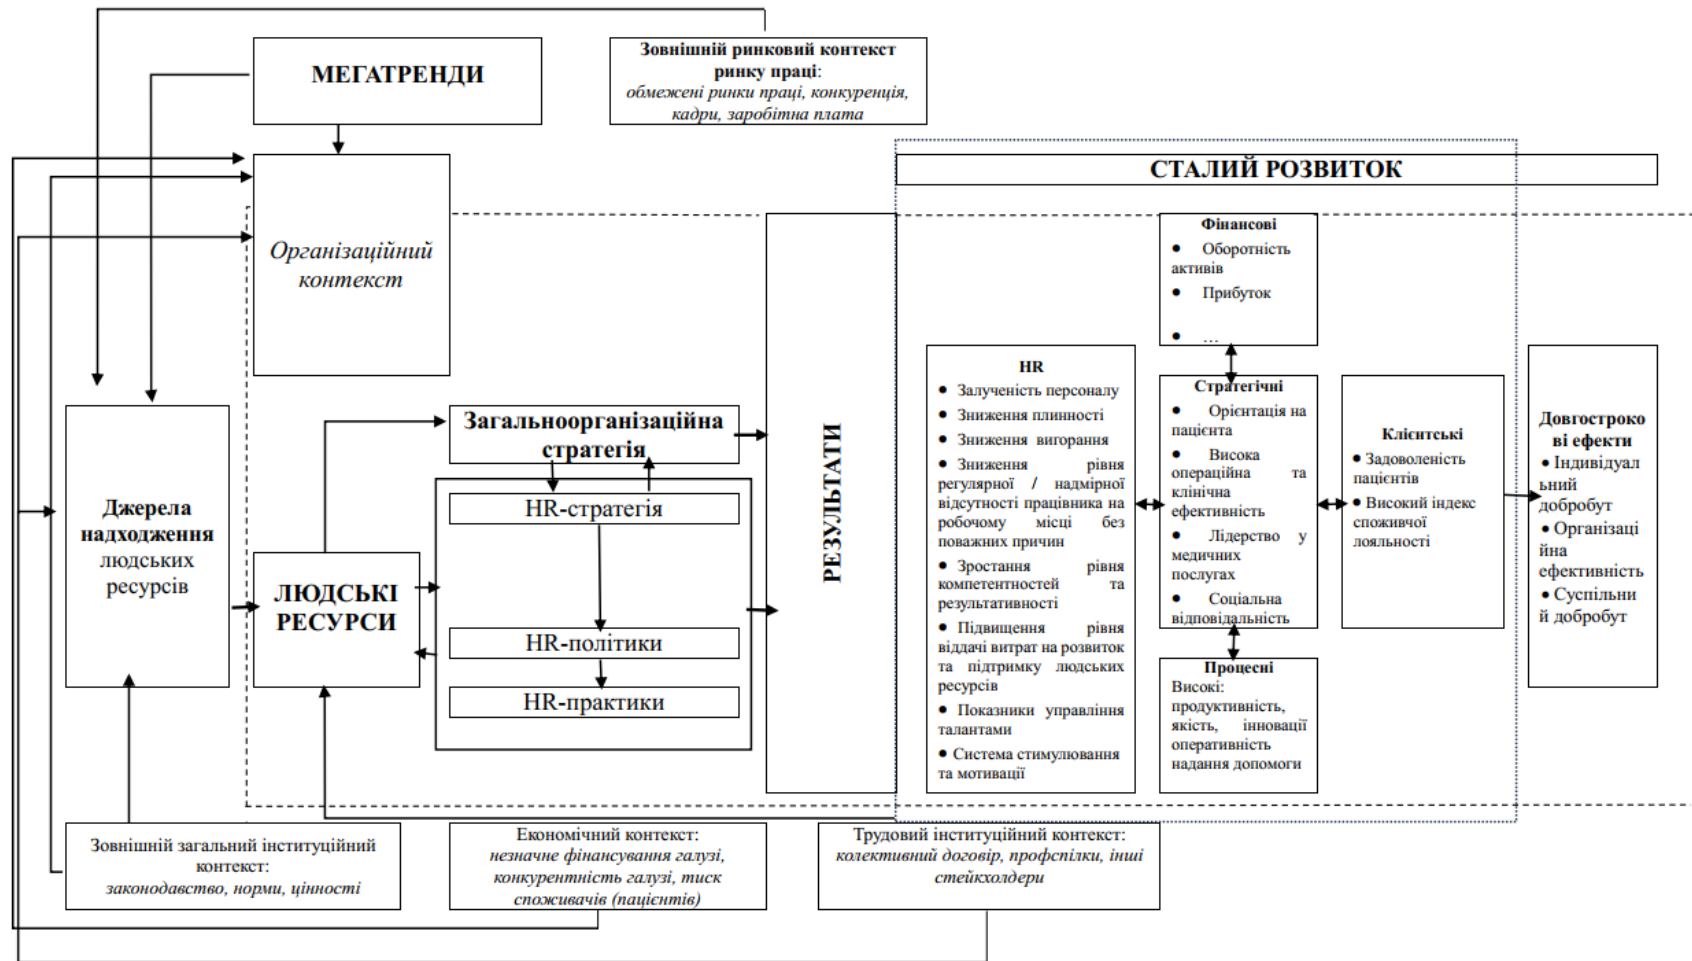 МЕГАТРЕНДИ
Зовнішній ринковий контекст
ринку праці:
обмежені ринки праці, конкуренція,
кадри, заробітна плата
СТАЛИЙ РОЗВИТОК
Організаційний
контекст
Джерела
надходження
людських
ресурсів
ЛЮДСЬКІ
РЕСУРСИ
Загальноорганізаційна
стратегія
HR-стратегія
HR-політики
HR-практики
РЕЗУЛЬТАТИ
HR
● Залученість персоналу
● Зниження плинності
● Зниження вигорання
● Зниження рівня
регулярної / надмірної
відсутності працівника на
робочому місці без
поважних причин
● Зростання рівня
компетентностей та
результативності
● Підвищення рівня
віддачі витрат на розвиток
та підтримку людських
ресурсів
● Показники управління
талантами
● Система стимулювання
та мотивації
Фінансові
● Оборотність
активів
● Прибуток
● …
Стратегічні
● Орієнтація на
пацієнта
● Висока
операційна та
клінічна
ефективність
● Лідерство у
медичних
послугах
● Соціальна
відповідальність
Процесні
Високі:
продуктивність,
якість, інновації
оперативність
надання допомоги
Клієнтські
● Задоволеність
пацієнтів
● Високий індекс
споживчої
лояльності
Довгостроко
ві ефекти
● Індивідуал
ьний
добробут
● Організаці
йна
ефективність
● Суспільни
й добробут
Зовнішній загальний інституційний
контекст:
законодавство, норми, цінності
Економічний контекст:
незначне фінансування галузі,
конкурентність галузі, тиск
споживачів (пацієнтів)
Трудовий інституційний контекст:
колективний договір, профспілки, інші
стейкхолдери